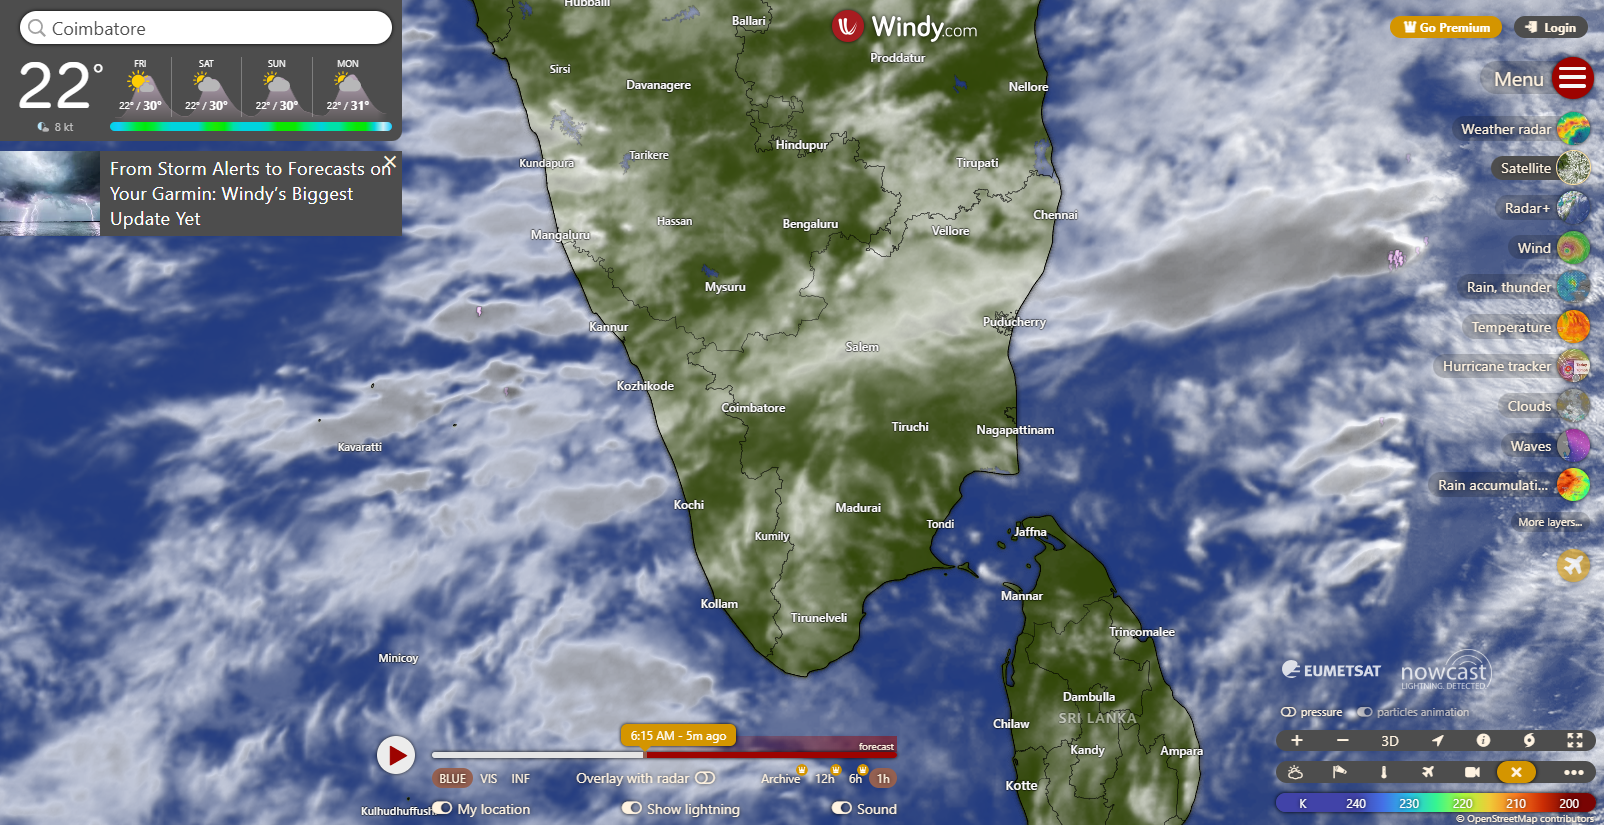 Coimbatore
22°
FRI
SAT
SUN
MON
22° / 30°
22° / 30°
22° / 30°
22° / 31°
8 kt
From Storm Alerts to Forecasts on
Your Garmin: Windy’s Biggest
Update Yet
Windy.com
Go Premium
Login
Menu
Weather radar
Satellite
Radar+
Wind
Rain, thunder
Temperature
Hurricane tracker
Clouds
Waves
Rain accumulati...
More layers...
Hubballi
Ballari
Proddatur
Sirsi
Davanagere
Nellore
Hindupur
Kundapura
Tarikere
Tirupati
Hassan
Bengaluru
Chennai
Mangaluru
Vellore
Mysuru
Kannur
Puducherry
Salem
Kozhikode
Coimbatore
Tiruchi
Nagapattinam
Kavaratti
Kochi
Madurai
Tondi
Kumily
Jaffna
Mannar
Kollam
Tirunelveli
Trincomalee
Minicoy
Dambulla
SRI LANKA
Chilaw
Kandy
Ampara
Kotte
Kulhudhuffush
EUMETSAT
nowcast
LIGHTNING DETECTED
pressure
particles animation
3D
6:15 AM - 5m ago
forecast
BLUE
VIS
INF
Overlay with radar
Archive
12h
6h
1h
My location
Show lightning
Sound
K
240
230
220
210
200
© OpenStreetMap contributors